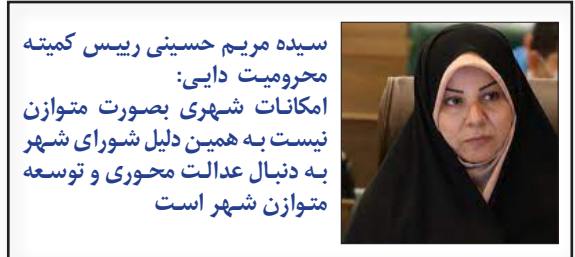 سیده مریم حسینی رییس کمیته
محرومیت دایی:
امکانات شهری بصورت متوازن
نیست به همین دلیل شورای شهر
به دنبال عدالت محوری و توسعه
متوازن شهر است